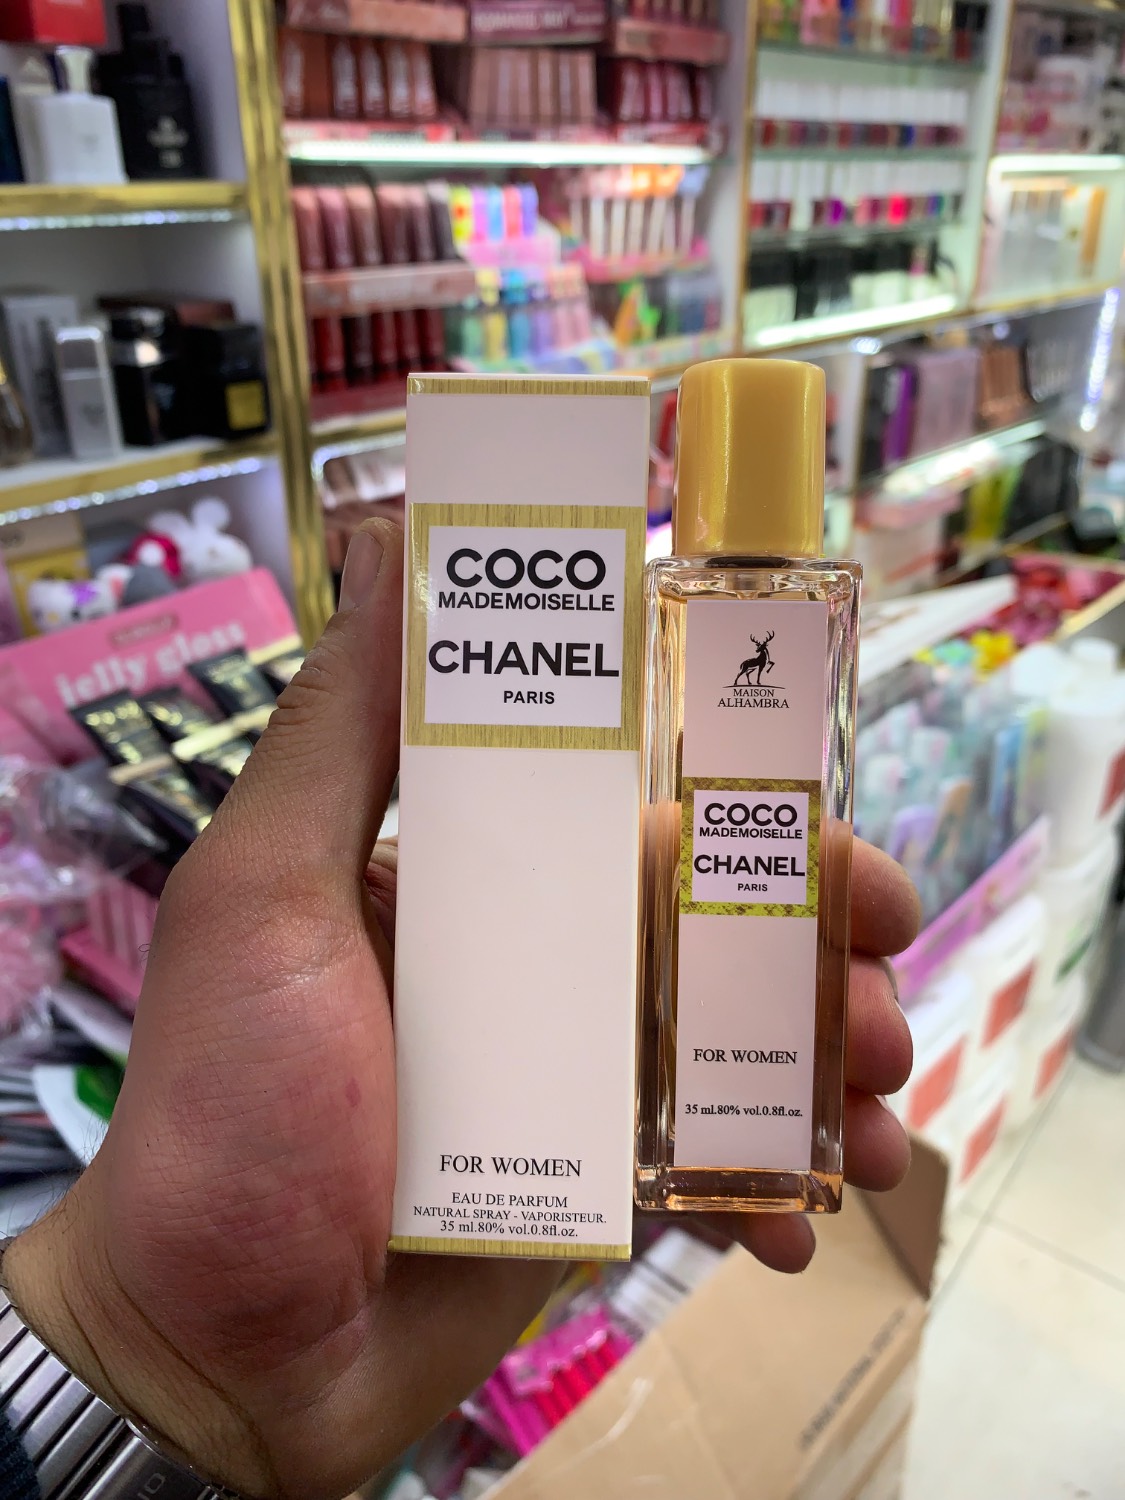 COCO
MADEMOISELLE
CHANEL
PARIS
FOR WOMEN
EAU DE PARFUM
NATURAL SPRAY - VAPORISTEUR.
35 ml.80% vol.0.8fl.oz.
MAISON
ALHAMBRA
COCO
MADEMOISELLE
CHANEL
PARIS
FOR WOMEN
35 ml.80% vol.0.8fl.oz.
jelly gloss